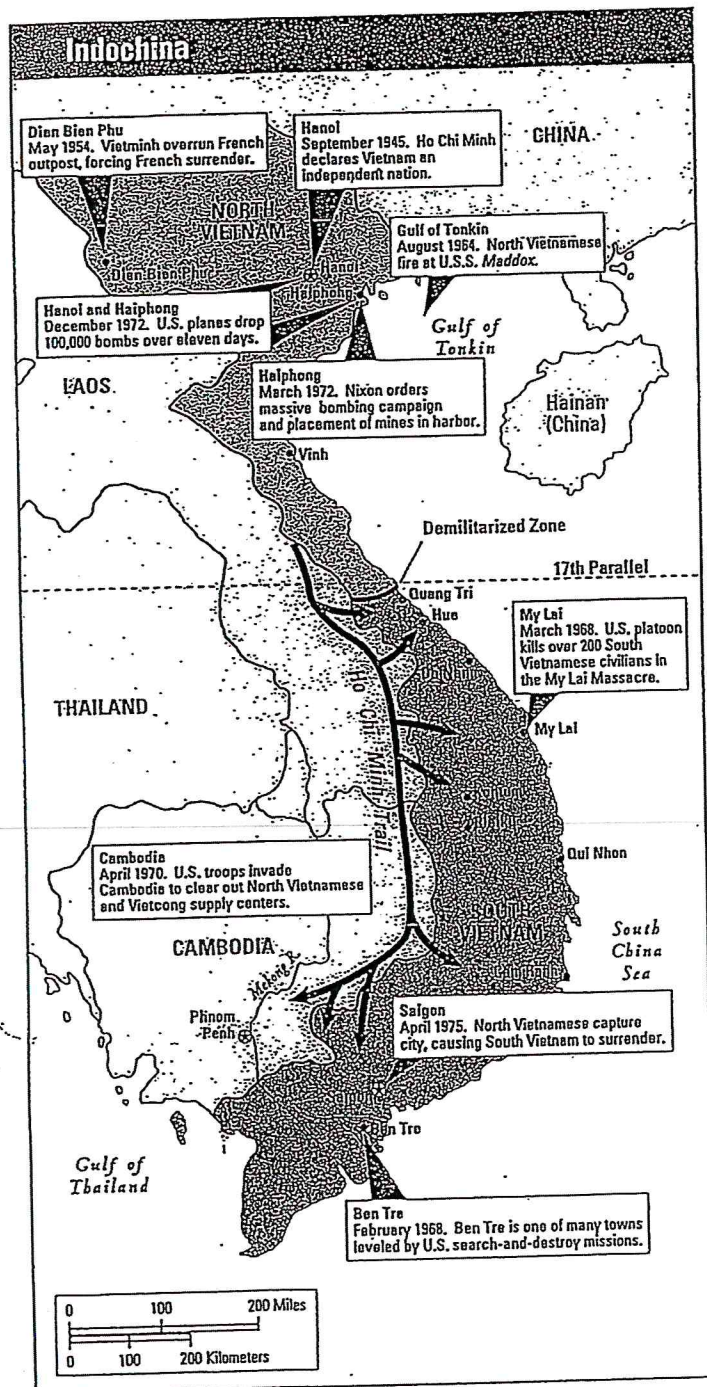 Indochina
Dien Bien Phu
May 1954. Vietminh overrun French
outpost, forcing French surrender.
Hanoi
September 1945. Ho Chi Minh
declares Vietnam an
independent nation.
CHINA
NORTH
VIETNAM
Gulf of Tonkin
August 1964. North Vietnamese
fire at U.S.S. Maddox.
Dien Bien Phu
Hanoi
Haiphong
Hanoi and Haiphong
December 1972. U.S. planes drop
100,000 bombs over eleven days.
Gulf of
Tonkin
LAOS
Haiphong
March 1972. Nixon orders
massive bombing campaign
and placement of mines in harbor.
Hainan
(China)
Vinh
Demilitarized Zone
17th Parallel
Quang Tri
Hue
My Lai
March 1968. U.S. platoon
kills over 200 South
Vietnamese civilians in
the My Lai Massacre.
THAILAND
Ho Chi Minh Trail
My Lai
Cambodia
April 1970. U.S. troops invade
Cambodia to clear out North Vietnamese
and Vietcong supply centers.
Qui Nhon
SOUTH
VIETNAM
South
China
Sea
CAMBODIA
Mekong R.
Phnom
Penh
Saigon
April 1975. North Vietnamese capture
city, causing South Vietnam to surrender.
Ben Tre
Gulf of
Thailand
Ben Tre
February 1968. Ben Tre is one of many towns
leveled by U.S. search-and-destroy missions.
0 100 200 Miles
0 100 200 Kilometers